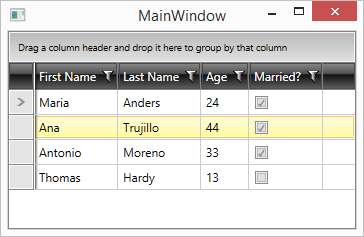 MainWindow
Drag a column header and drop it here to group by that column
First Name Last Name Age Married?
Maria Anders 24
Ana Trujillo 44
Antonio Moreno 33
Thomas Hardy 13